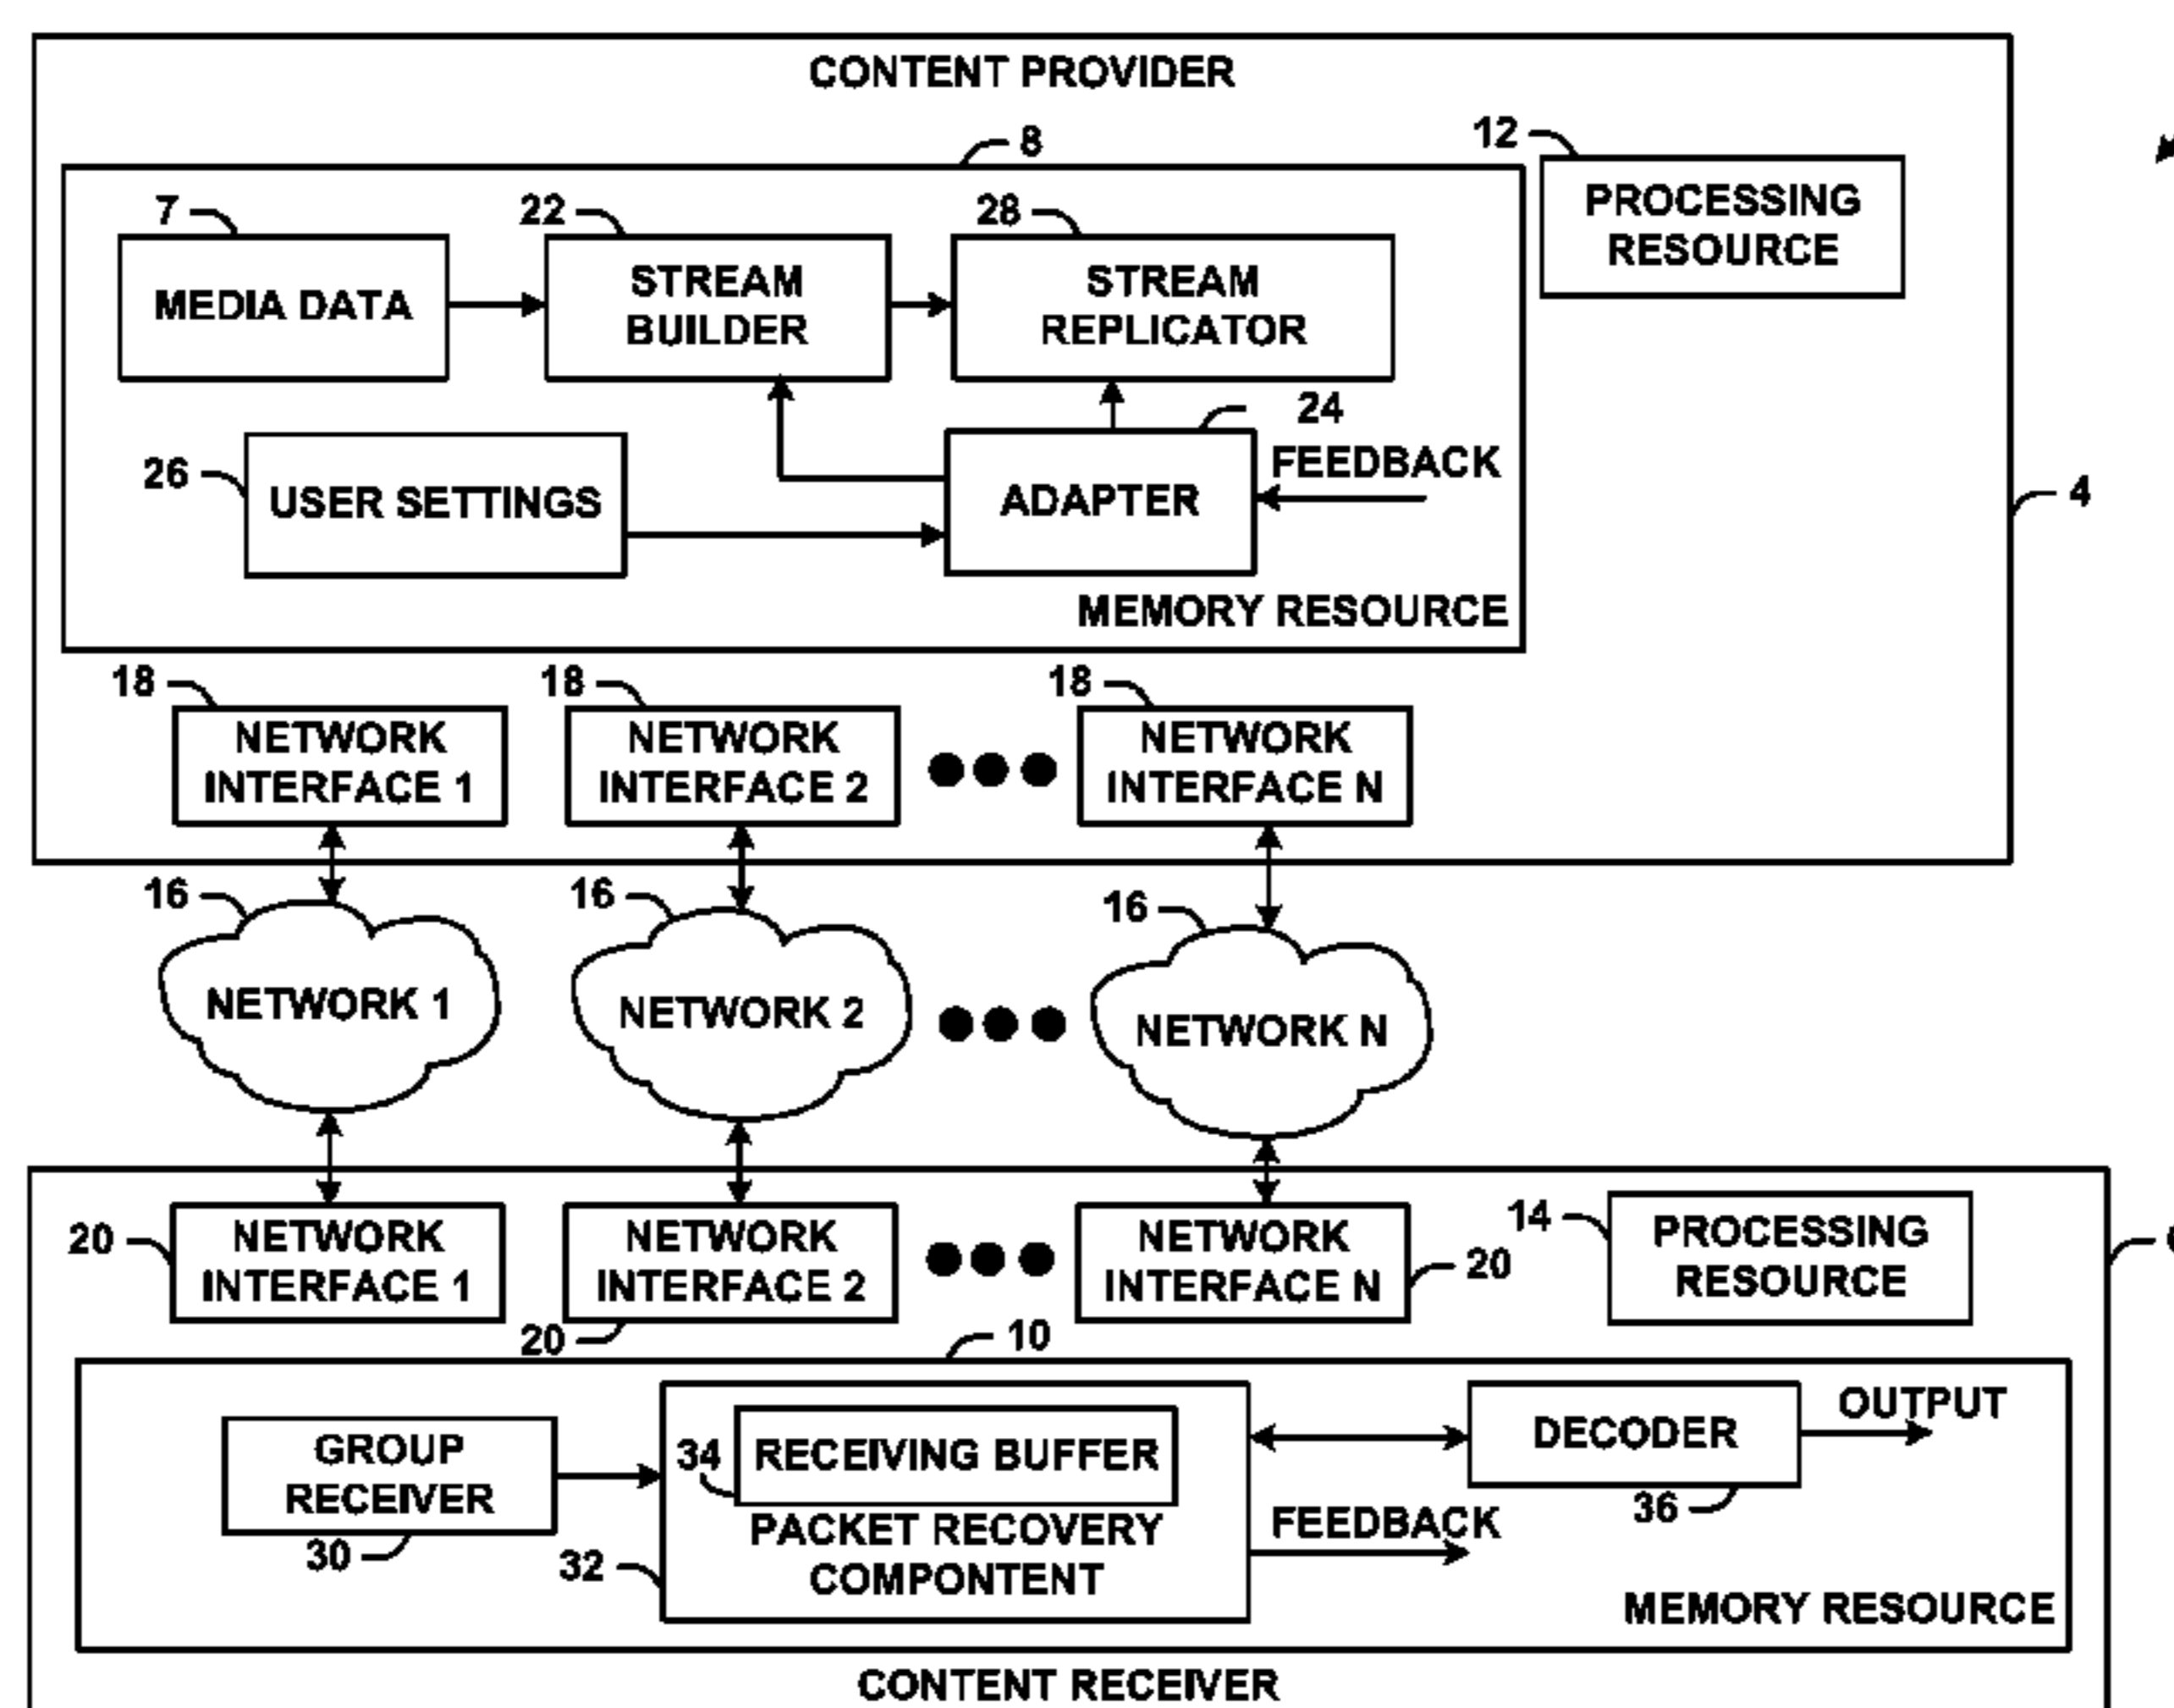 CONTENT PROVIDER
8
12
PROCESSING
RESOURCE
7
22
28
MEDIA DATA
STREAM
BUILDER
STREAM
REPLICATOR
24
26
USER SETTINGS
ADAPTER
FEEDBACK
4
MEMORY RESOURCE
18
18
18
NETWORK
INTERFACE 1
NETWORK
INTERFACE 2
NETWORK
INTERFACE N
16
16
16
NETWORK 1
NETWORK 2
NETWORK N
20
NETWORK
INTERFACE 1
NETWORK
INTERFACE 2
20
NETWORK
INTERFACE N
20
14
PROCESSING
RESOURCE
10
GROUP
RECEIVER
30
34
RECEIVING BUFFER
PACKET RECOVERY
COMPONTENT
32
DECODER
36
OUTPUT
FEEDBACK
MEMORY RESOURCE
CONTENT RECEIVER